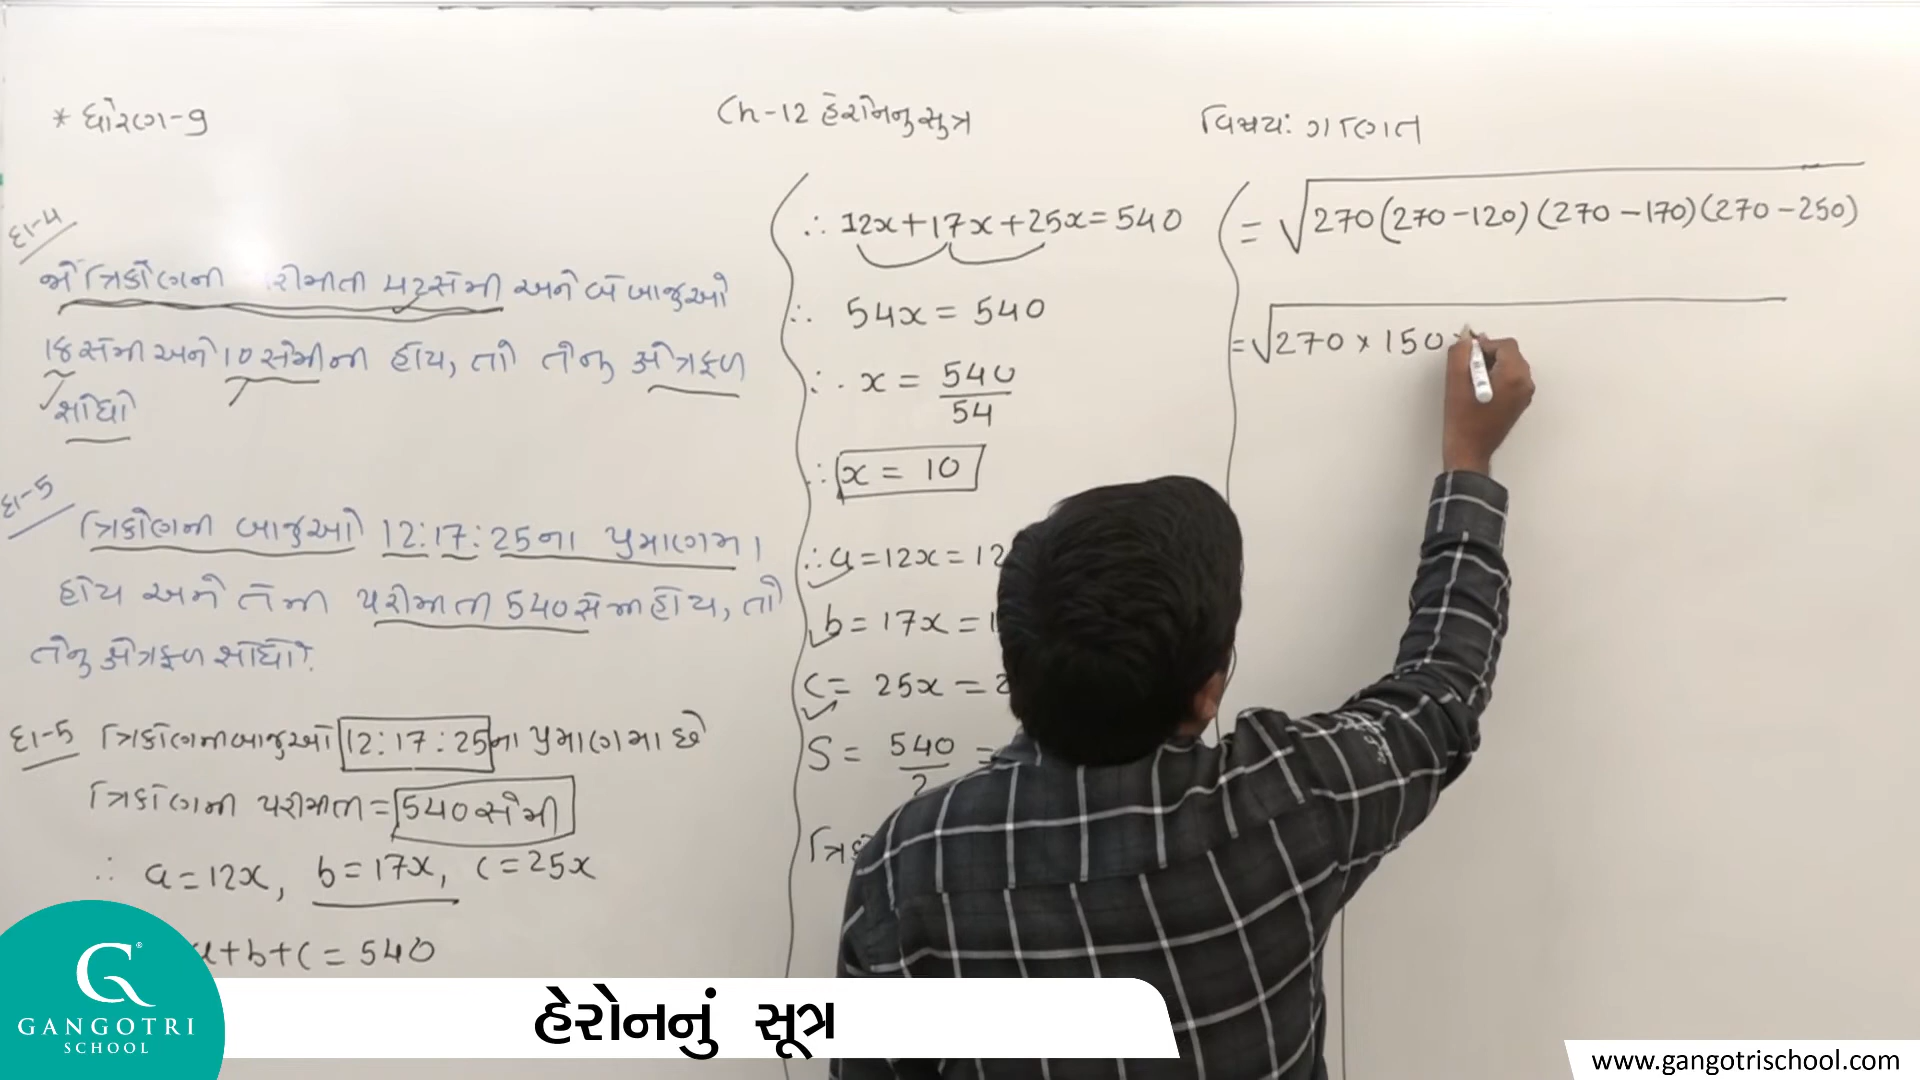 * ધોરણ-9
Ch-12 હેરોનનુ સુત્ર
વિષય: ગણિત
દા-4
ત્રિકોણની પરિમિતી 42 સેમી અને બે બાજુઓ
18 સેમી અને 10 સેમીની હોય, તો તેનુ ક્ષેત્રફળ
શોધો
દા-5
ત્રિકોણની બાજુઓ 12:17:25ના પ્રમાણમાં
હોય અને તેની પરીમીતી 540 સેમી હોય, તો
તેનુ ક્ષેત્રફળ શોધો?
દા-5 ત્રિકોણની બાજુઓ 12:17:25ના પ્રમાણમા છે
ત્રિકોણની પરીમીતી = 540 સેમી
∴ a=12x, b=17x, c=25x
a+b+c = 540
∴ 12x+17x+25x=540
∴ 54x = 540
∴ x = 540/54
∴ x = 10
∴ a=12x=12
b=17x=1
c= 25x =2
S = 540/2 =
= √270(270-120)(270-170)(270-250)
= √270 × 150
GANGOTRI
SCHOOL
હેરોનનું સૂત્ર
www.gangotrischool.com